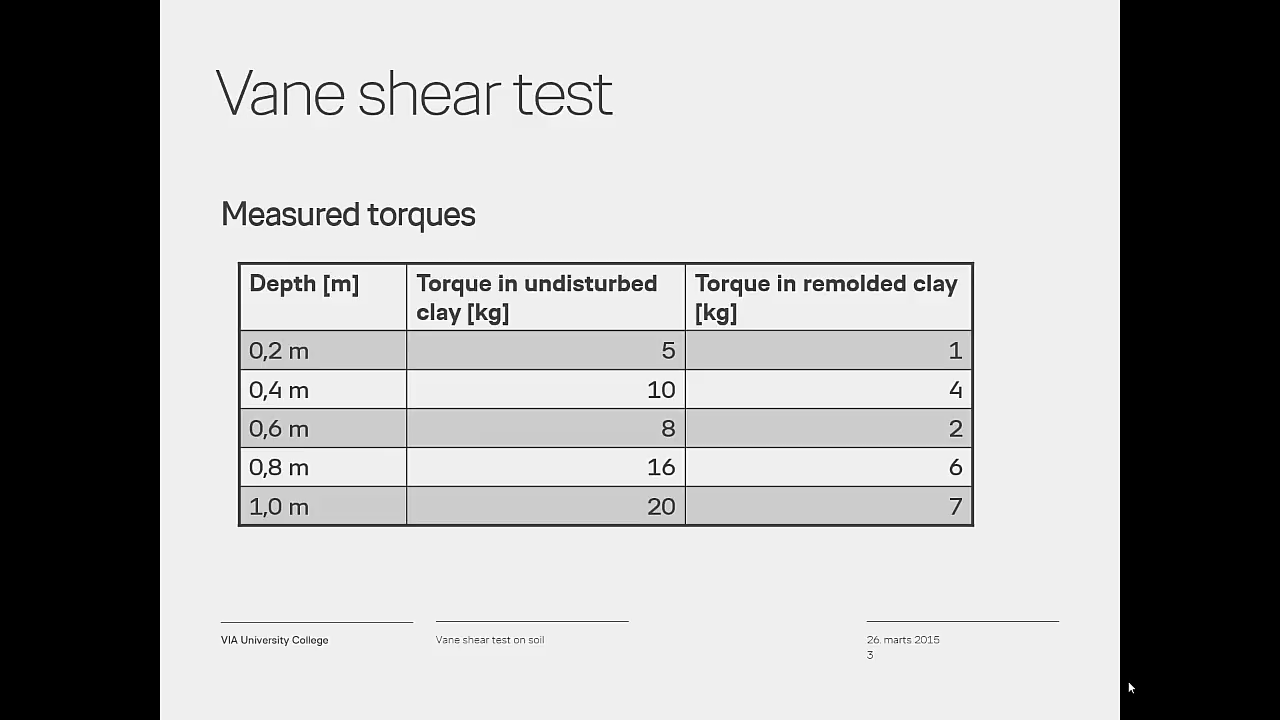 Vane shear test
Measured torques
Depth [m] Torque in undisturbed clay [kg] Torque in remolded clay [kg]
0,2 m 5 1
0,4 m 10 4
0,6 m 8 2
0,8 m 16 6
1,0 m 20 7
VIA University College
Vane shear test on soil
26. marts 2015
3